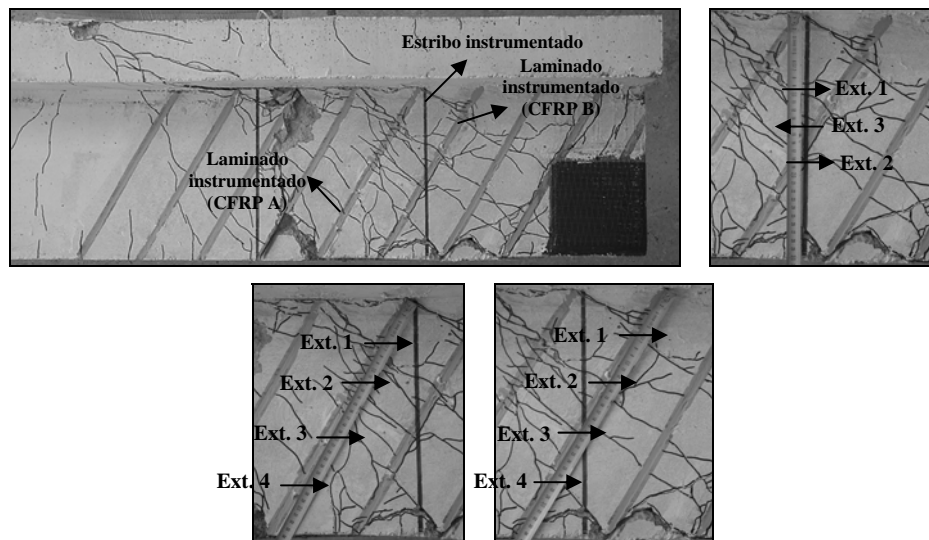 Estribo instrumentado
Laminado
instrumentado
(CFRP B)
Laminado
instrumentado
(CFRP A)
Ext. 1
Ext. 3
Ext. 2
Ext. 1
Ext. 2
Ext. 3
Ext. 4
Ext. 1
Ext. 2
Ext. 3
Ext. 4